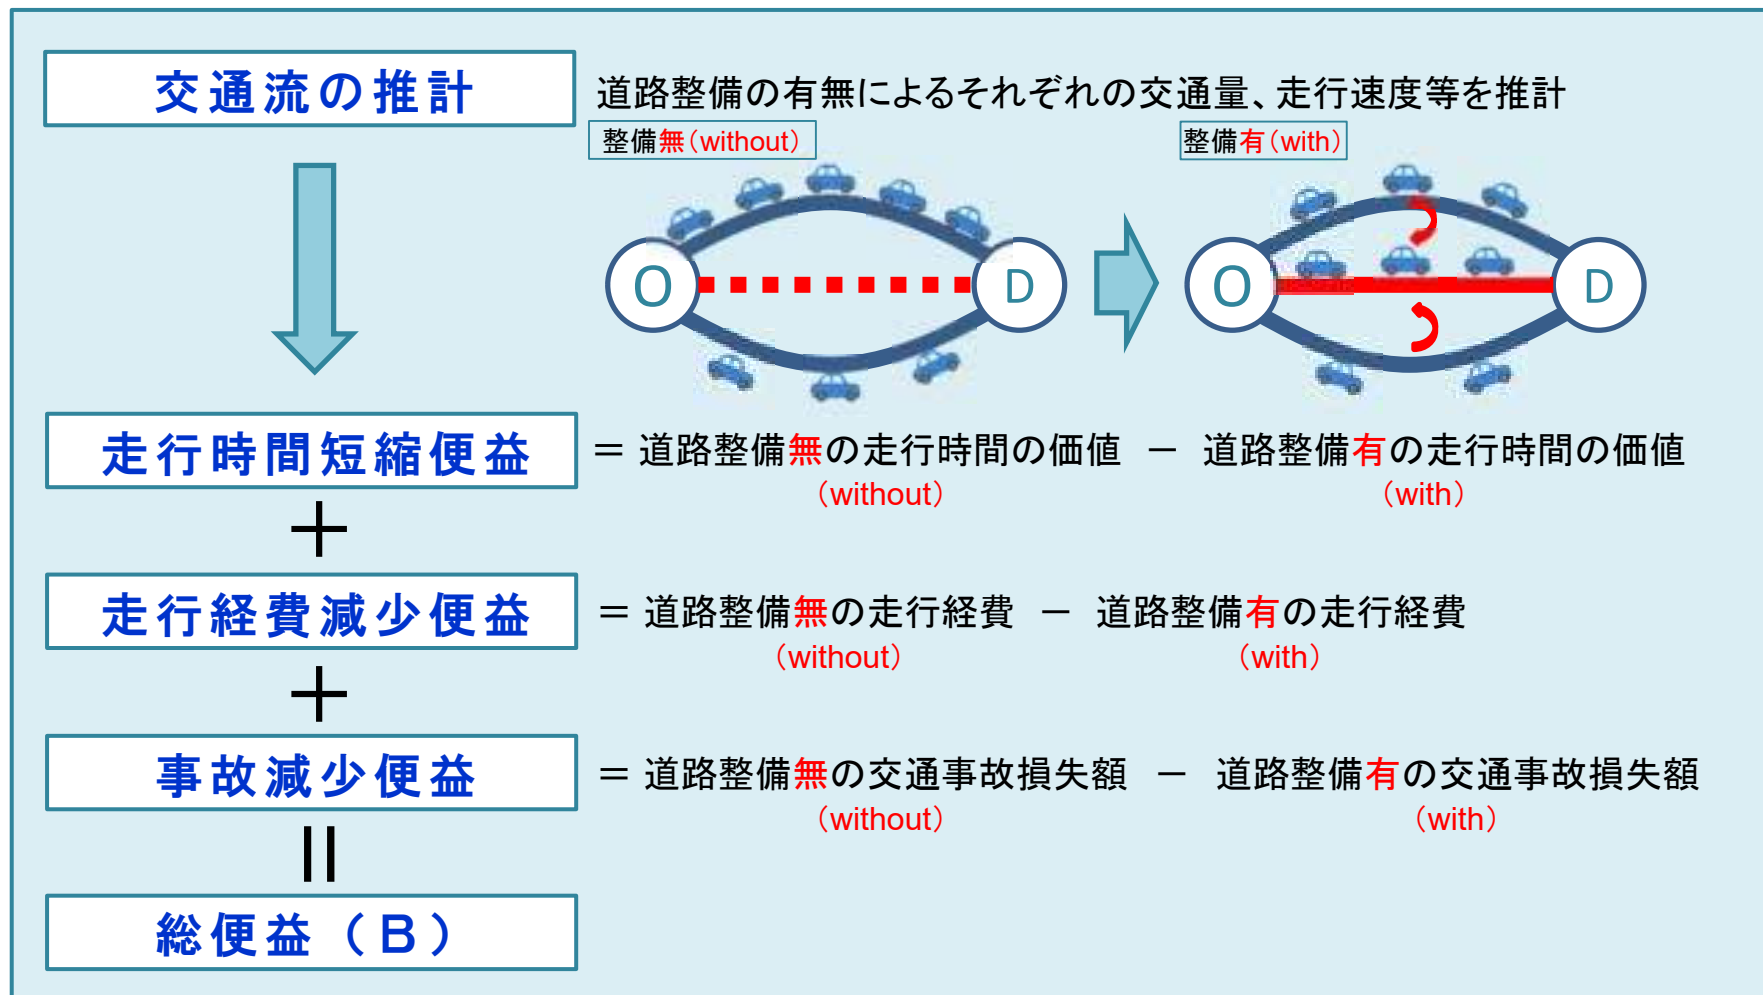 交通流の推計
道路整備の有無によるそれぞれの交通量、走行速度等を推計
整備無（without）
整備有（with）
O
D
O
D
走行時間短縮便益
＝ 道路整備無の走行時間の価値 － 道路整備有の走行時間の価値
（without）
（with）
＋
走行経費減少便益
＝ 道路整備無の走行経費 － 道路整備有の走行経費
（without）
（with）
＋
事故減少便益
＝ 道路整備無の交通事故損失額 － 道路整備有の交通事故損失額
（without）
（with）
＝
総便益（Ｂ）